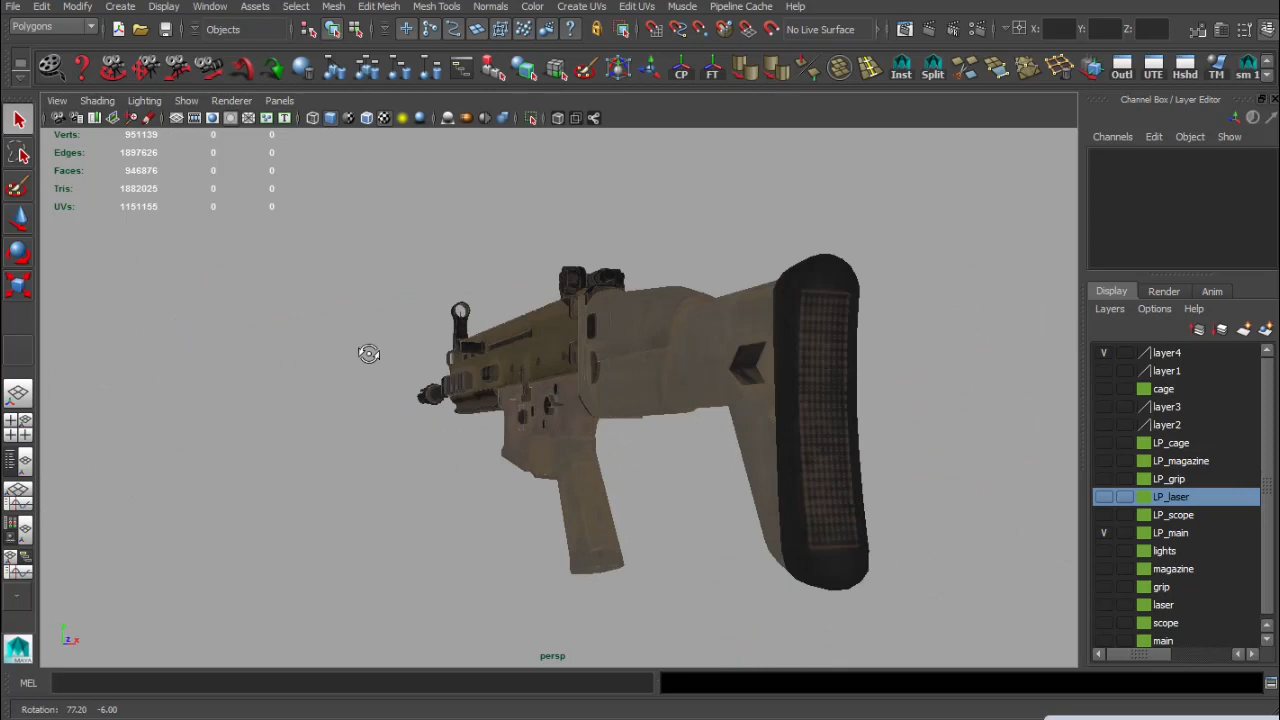 File Edit Modify Create Display Window Assets Select Mesh Edit Mesh Mesh Tools Normals Color Create UVs Edit UVs Muscle Pipeline Cache Help
Polygons Objects No Live Surface X: Y: Z:
CP FT Inst Split Outl UTE Hshd TM sm 1
View Shading Lighting Show Renderer Panels
Channel Box / Layer Editor
Channels Edit Object Show
Verts: 951139 0 0
Edges: 1897626 0 0
Faces: 946876 0 0
Tris: 1882025 0 0
UVs: 1151155 0 0
Display Render Anim
Layers Options Help
V layer4
layer1
cage
layer3
layer2
LP_cage
LP_magazine
LP_grip
LP_laser
LP_scope
V LP_main
lights
magazine
grip
laser
scope
main
y z x
persp
MAYA
MEL
Rotation: 77.20 -6.00